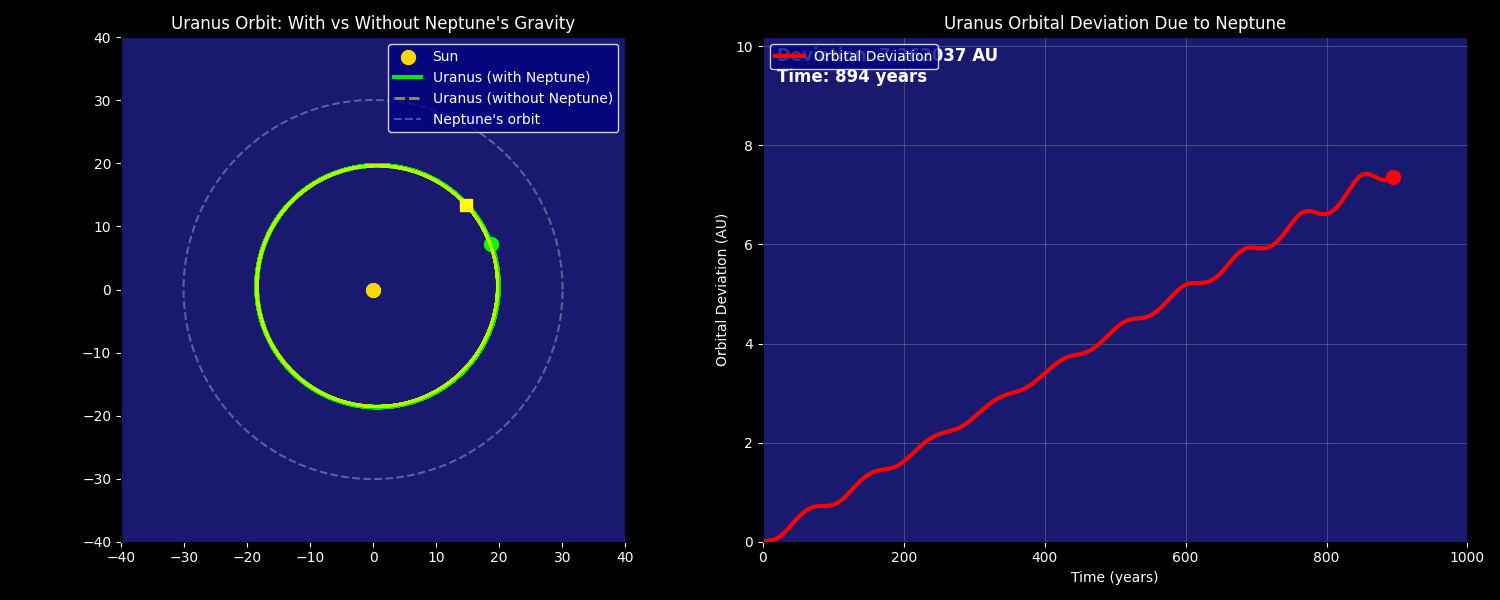 Uranus Orbit: With vs Without Neptune's Gravity
40
30
20
10
0
−10
−20
−30
−40
−40 −30 −20 −10 0 10 20 30 40
Sun
Uranus (with Neptune)
Uranus (without Neptune)
Neptune's orbit
Uranus Orbital Deviation Due to Neptune
Orbital Deviation (AU)
10
8
6
4
2
0
0 200 400 600 800 1000
Time (years)
Orbital Deviation
Deviation: 037 AU
Time: 894 years